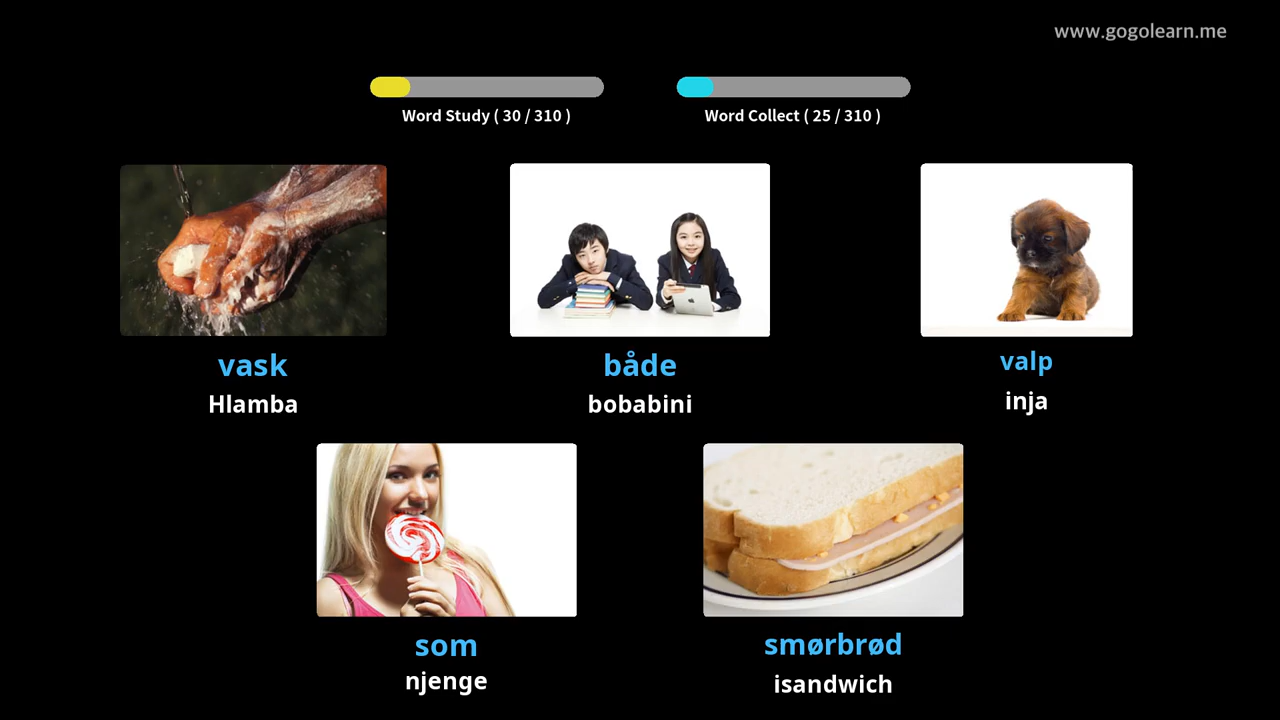 www.gogolearn.me
Word Study ( 30 / 310 )
Word Collect ( 25 / 310 )
vask
Hlamba
både
bobabini
valp
inja
som
njenge
smørbrød
isandwich